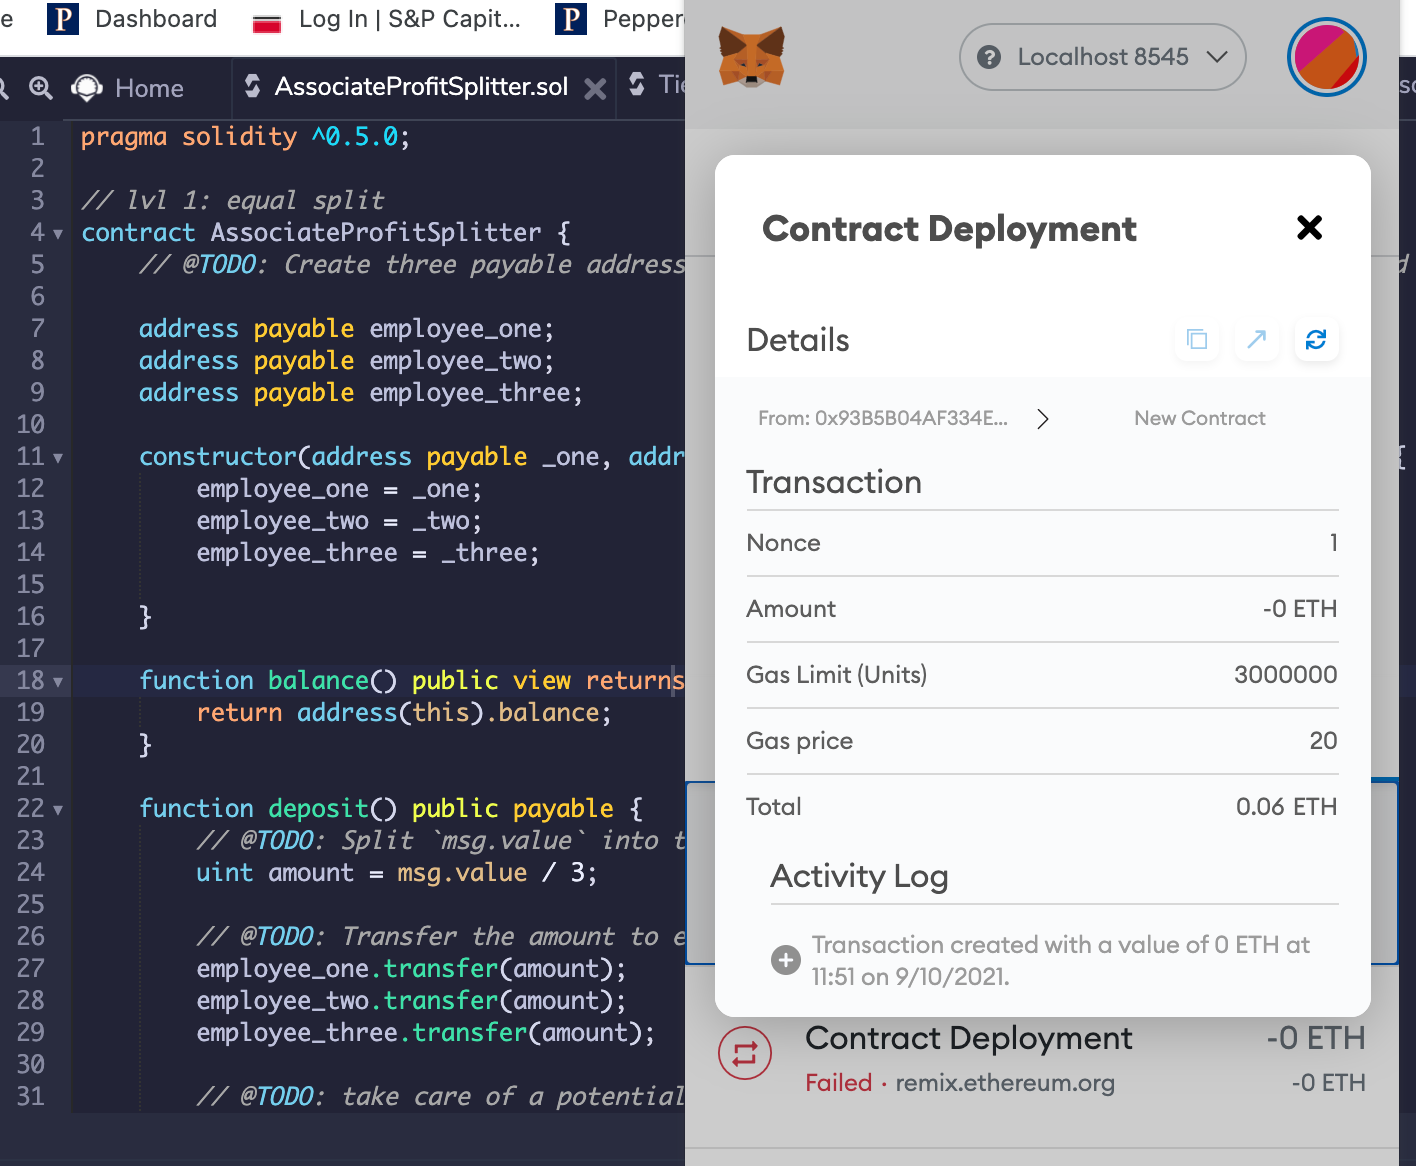 e P Dashboard Log In | S&P Capit... P Pepper
Home AssociateProfitSplitter.sol Tie
1 pragma solidity ^0.5.0;
2
3 // lvl 1: equal split
4 contract AssociateProfitSplitter {
5 // @TODO: Create three payable address
6
7 address payable employee_one;
8 address payable employee_two;
9 address payable employee_three;
10
11 constructor(address payable _one, addr
12 employee_one = _one;
13 employee_two = _two;
14 employee_three = _three;
15
16 }
17
18 function balance() public view returns
19 return address(this).balance;
20 }
21
22 function deposit() public payable {
23 // @TODO: Split `msg.value` into t
24 uint amount = msg.value / 3;
25
26 // @TODO: Transfer the amount to e
27 employee_one.transfer(amount);
28 employee_two.transfer(amount);
29 employee_three.transfer(amount);
30
31 // @TODO: take care of a potential
Localhost 8545
Contract Deployment
Details
From: 0x93B5B04AF334E... New Contract
Transaction
Nonce 1
Amount -0 ETH
Gas Limit (Units) 3000000
Gas price 20
Total 0.06 ETH
Activity Log
Transaction created with a value of 0 ETH at
11:51 on 9/10/2021.
Contract Deployment -0 ETH
Failed · remix.ethereum.org -0 ETH